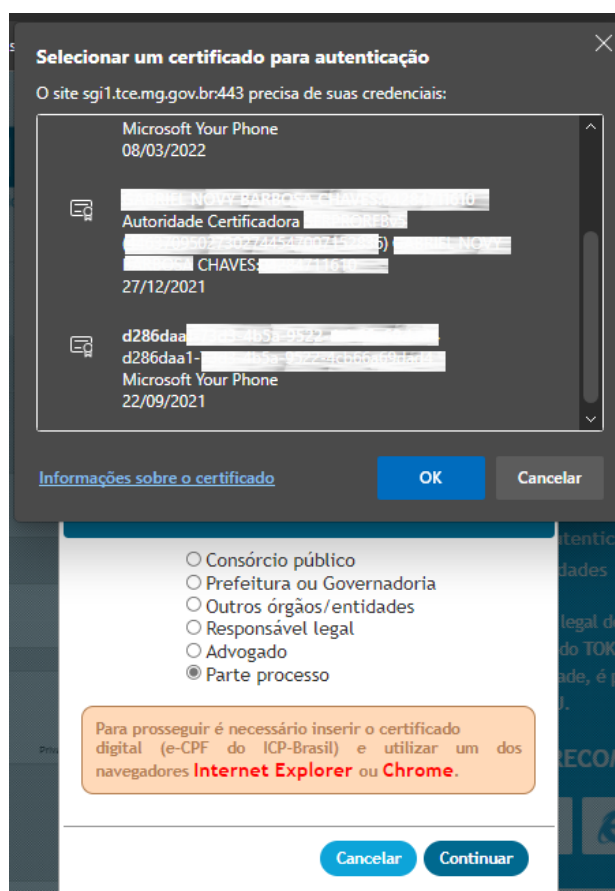 Selecionar um certificado para autenticação
O site sgi1.tce.mg.gov.br:443 precisa de suas credenciais:
Microsoft Your Phone
08/03/2022
Autoridade Certificadora
CHAVES:
27/12/2021
d286daa
d286daa1-
Microsoft Your Phone
22/09/2021
Informações sobre o certificado
OK
Cancelar
Consórcio público
Prefeitura ou Governadoria
Outros órgãos/entidades
Responsável legal
Advogado
Parte processo
Para prosseguir é necessário inserir o certificado
digital (e-CPF do ICP-Brasil) e utilizar um dos
navegadores Internet Explorer ou Chrome.
Cancelar
Continuar